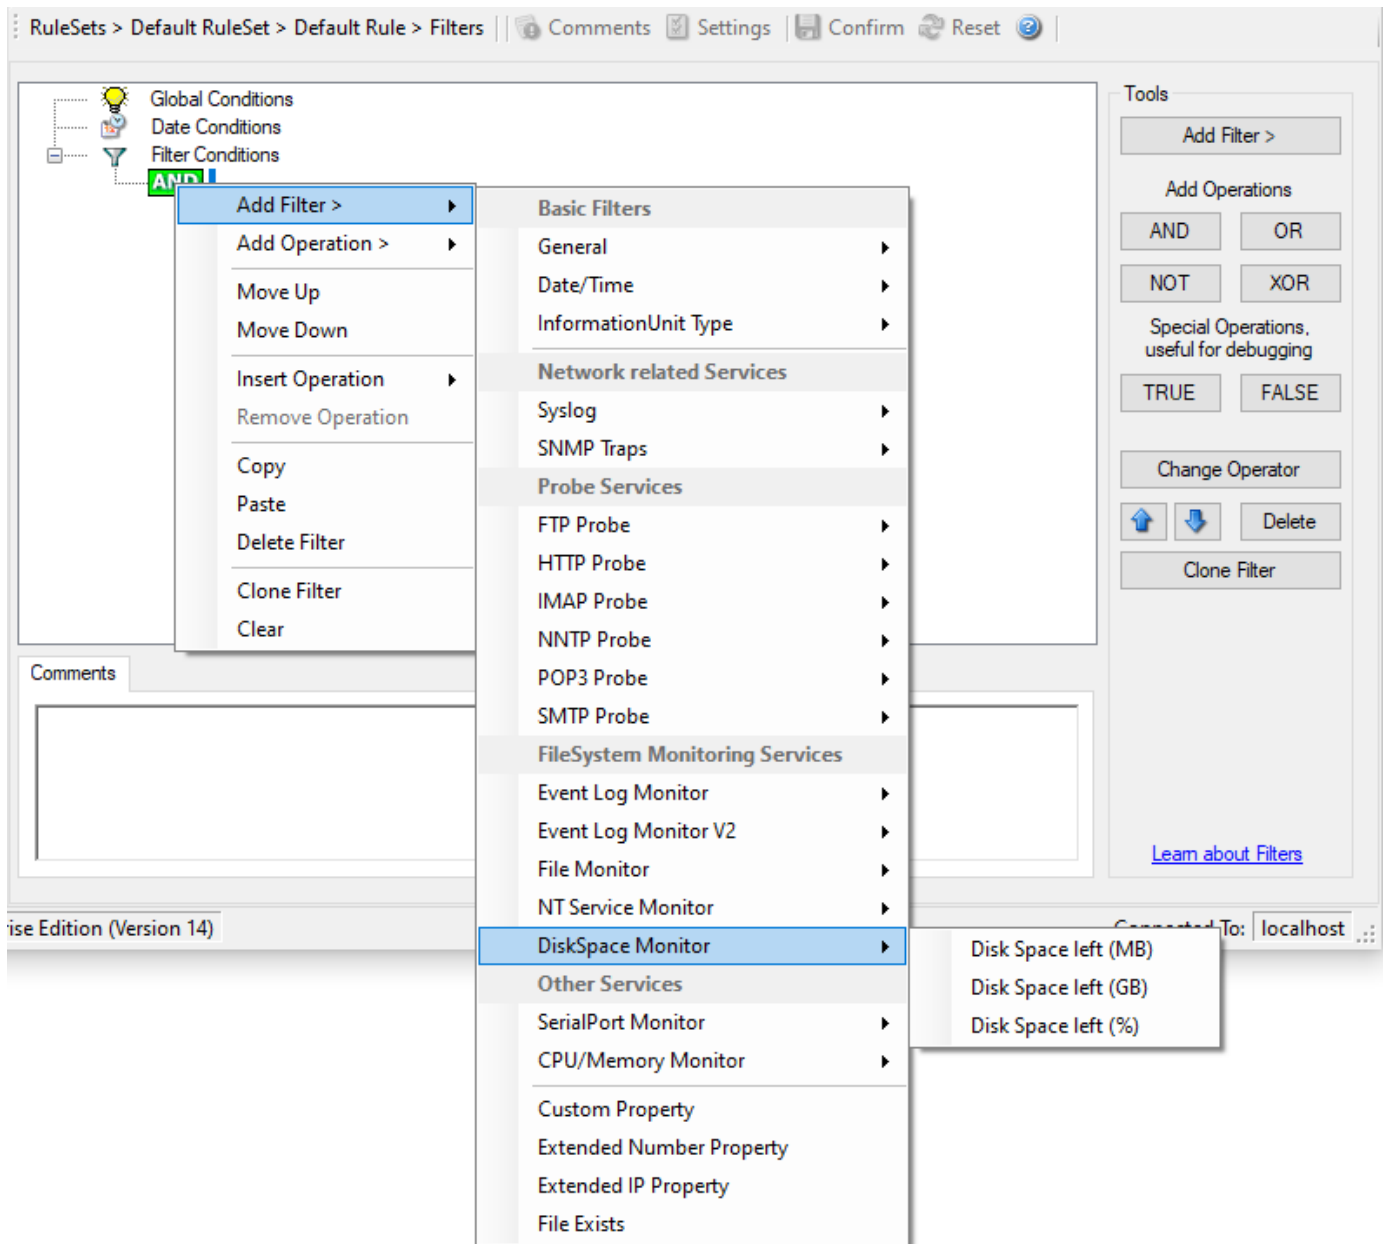 RuleSets > Default RuleSet > Default Rule > Filters Comments Settings Confirm Reset
Global Conditions
Date Conditions
Filter Conditions
AND
Add Filter >
Add Operation >
Move Up
Move Down
Insert Operation
Remove Operation
Copy
Paste
Delete Filter
Clone Filter
Clear
Basic Filters
General
Date/Time
InformationUnit Type
Network related Services
Syslog
SNMP Traps
Probe Services
FTP Probe
HTTP Probe
IMAP Probe
NNTP Probe
POP3 Probe
SMTP Probe
FileSystem Monitoring Services
Event Log Monitor
Event Log Monitor V2
File Monitor
NT Service Monitor
DiskSpace Monitor
Other Services
SerialPort Monitor
CPU/Memory Monitor
Custom Property
Extended Number Property
Extended IP Property
File Exists
Disk Space left (MB)
Disk Space left (GB)
Disk Space left (%)
Tools
Add Filter >
Add Operations
AND OR
NOT XOR
Special Operations,
useful for debugging
TRUE FALSE
Change Operator
Delete
Clone Filter
Learn about Filters
Comments
rise Edition (Version 14)
Connected To: localhost